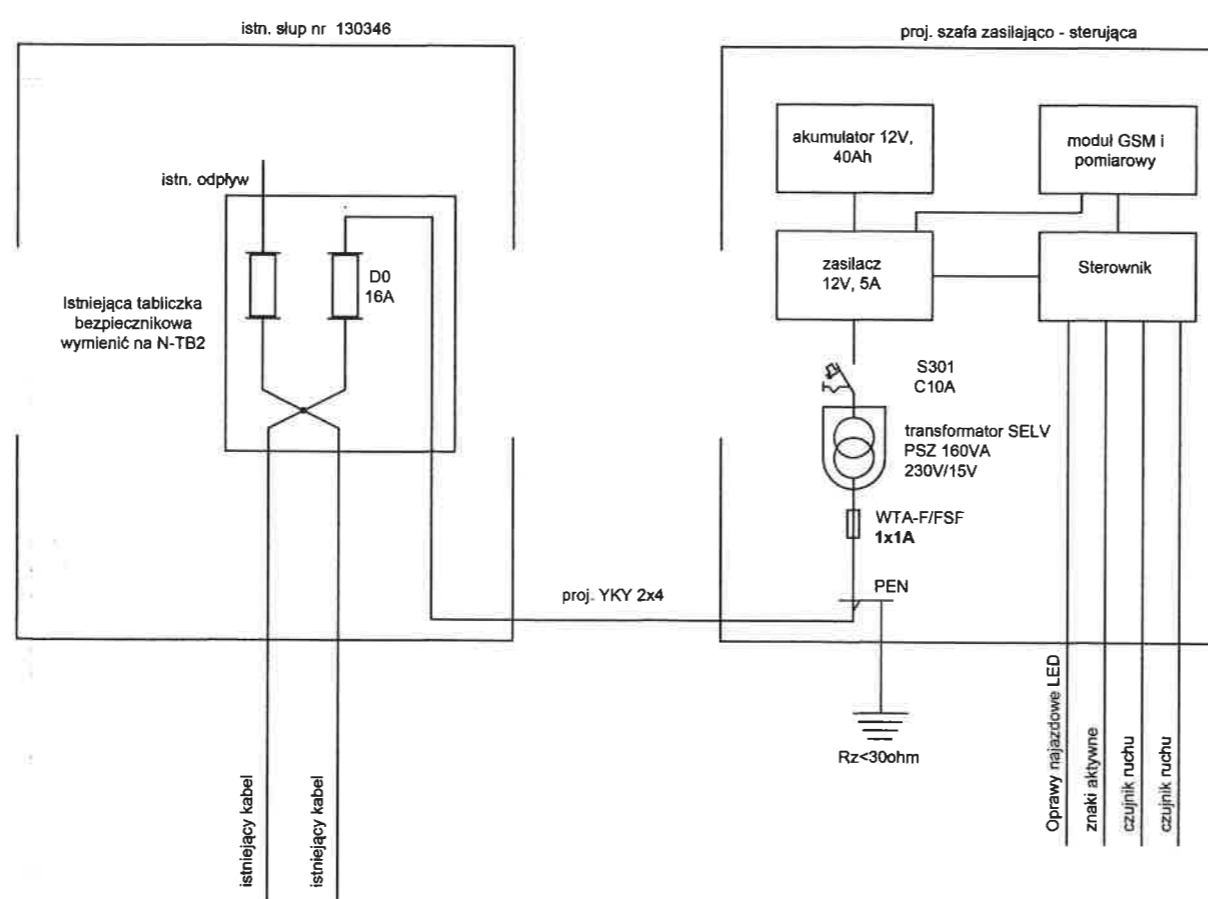 istn. słup nr 130346
istn. odpływ
D0
16A
Istniejąca tabliczka
bezpiecznikowa
wymienić na N-TB2
istniejący kabel
istniejący kabel
proj. YKY 2x4
proj. szafa zasilająco - sterująca
akumulator 12V,
40Ah
moduł GSM i
pomiarowy
zasilacz
12V, 5A
Sterownik
S301
C10A
transformator SELV
PSZ 160VA
230V/15V
WTA-F/FSF
1x1A
PEN
Rz<30ohm
Oprawy najazdowe LED
znaki aktywne
czujnik ruchu
czujnik ruchu